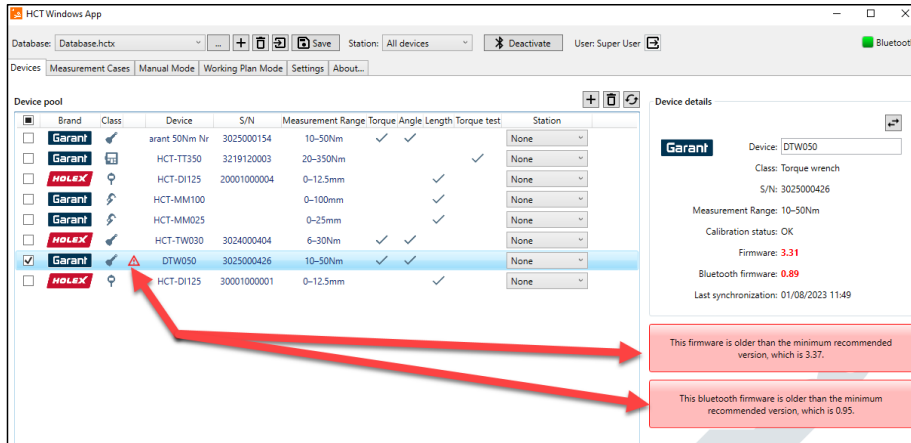 HCT Windows App
Database: Database.hctx ... Save Station: All devices Deactivate User: Super User Bluetoot
Devices Measurement Cases Manual Mode Working Plan Mode Settings About...
Device pool
Brand Class Device S/N Measurement Range Torque Angle Length Torque test Station
Garant arant 50Nm Nr 3025000154 10–50Nm None
Garant HCT-TT350 3219120003 20–350Nm None
HOLEX HCT-DI125 20001000004 0–12.5mm None
Garant HCT-MM100 0–100mm None
Garant HCT-MM025 0–25mm None
HOLEX HCT-TW030 3024000404 6–30Nm None
Garant DTW050 3025000426 10–50Nm None
HOLEX HCT-DI125 30001000001 0–12.5mm None
Device details
Garant Device: DTW050
Class: Torque wrench
S/N: 3025000426
Measurement Range: 10–50Nm
Calibration status: OK
Firmware: 3.31
Bluetooth firmware: 0.89
Last synchronization: 01/08/2023 11:49
This firmware is older than the minimum recommended
version, which is 3.37.
This bluetooth firmware is older than the minimum
recommended version, which is 0.95.